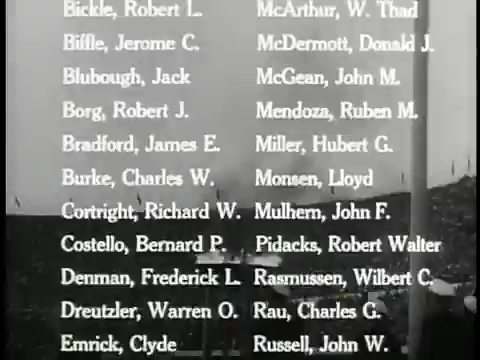 Bickle, Robert L. McArthur, W. Thad
Biffle, Jerome C. McDermott, Donald J.
Blubough, Jack McGean, John M.
Borg, Robert J. Mendoza, Ruben M.
Bradford, James E. Miller, Hubert G.
Burke, Charles W. Monsen, Lloyd
Cortright, Richard W. Mulhern, John F.
Costello, Bernard P. Pidacks, Robert Walter
Denman, Frederick L. Rasmussen, Wilbert C.
Dreutzler, Warren O. Rau, Charles G.
Emrick, Clyde Russell, John W.